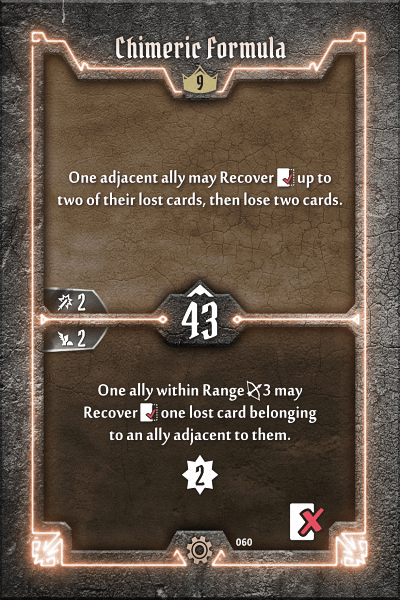 Chimeric Formula
9
One adjacent ally may Recover up to
two of their lost cards, then lose two cards.
2
43
2
One ally within Range 3 may
Recover one lost card belonging
to an ally adjacent to them.
2
060